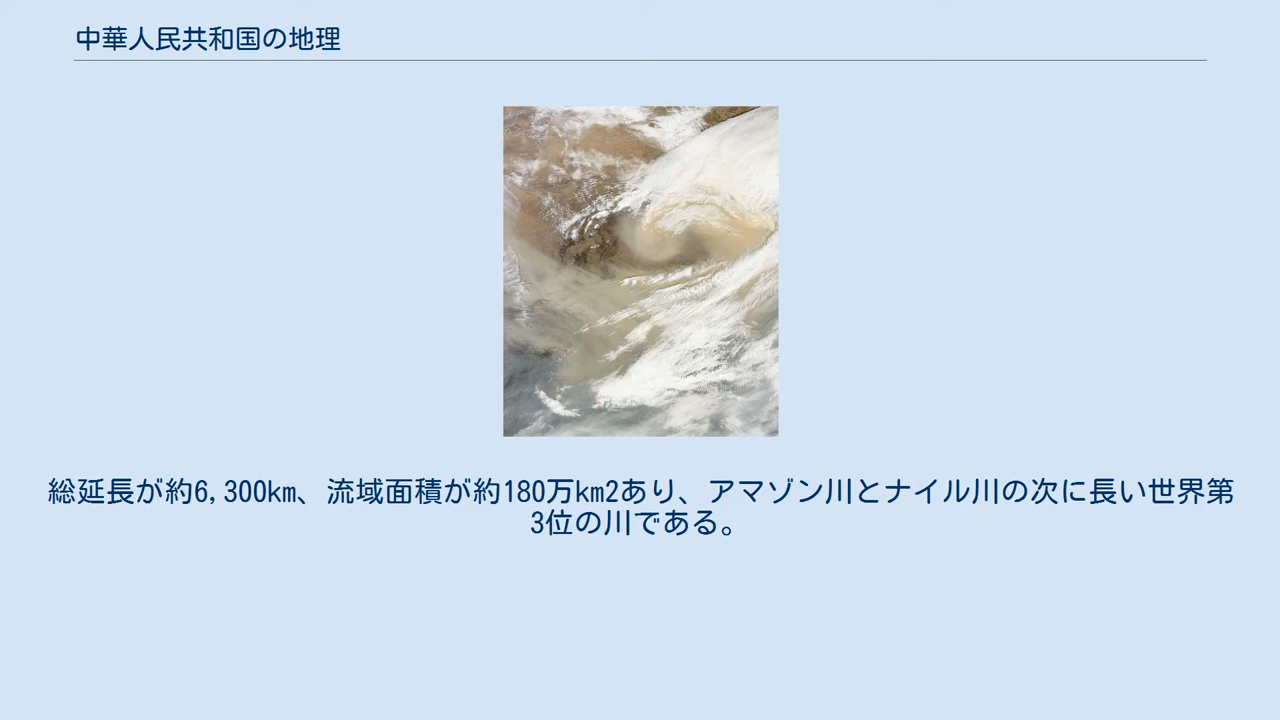 中華人民共和国の地理
総延長が約6,300km、流域面積が約180万km2あり、アマゾン川とナイル川の次に長い世界第
3位の川である。